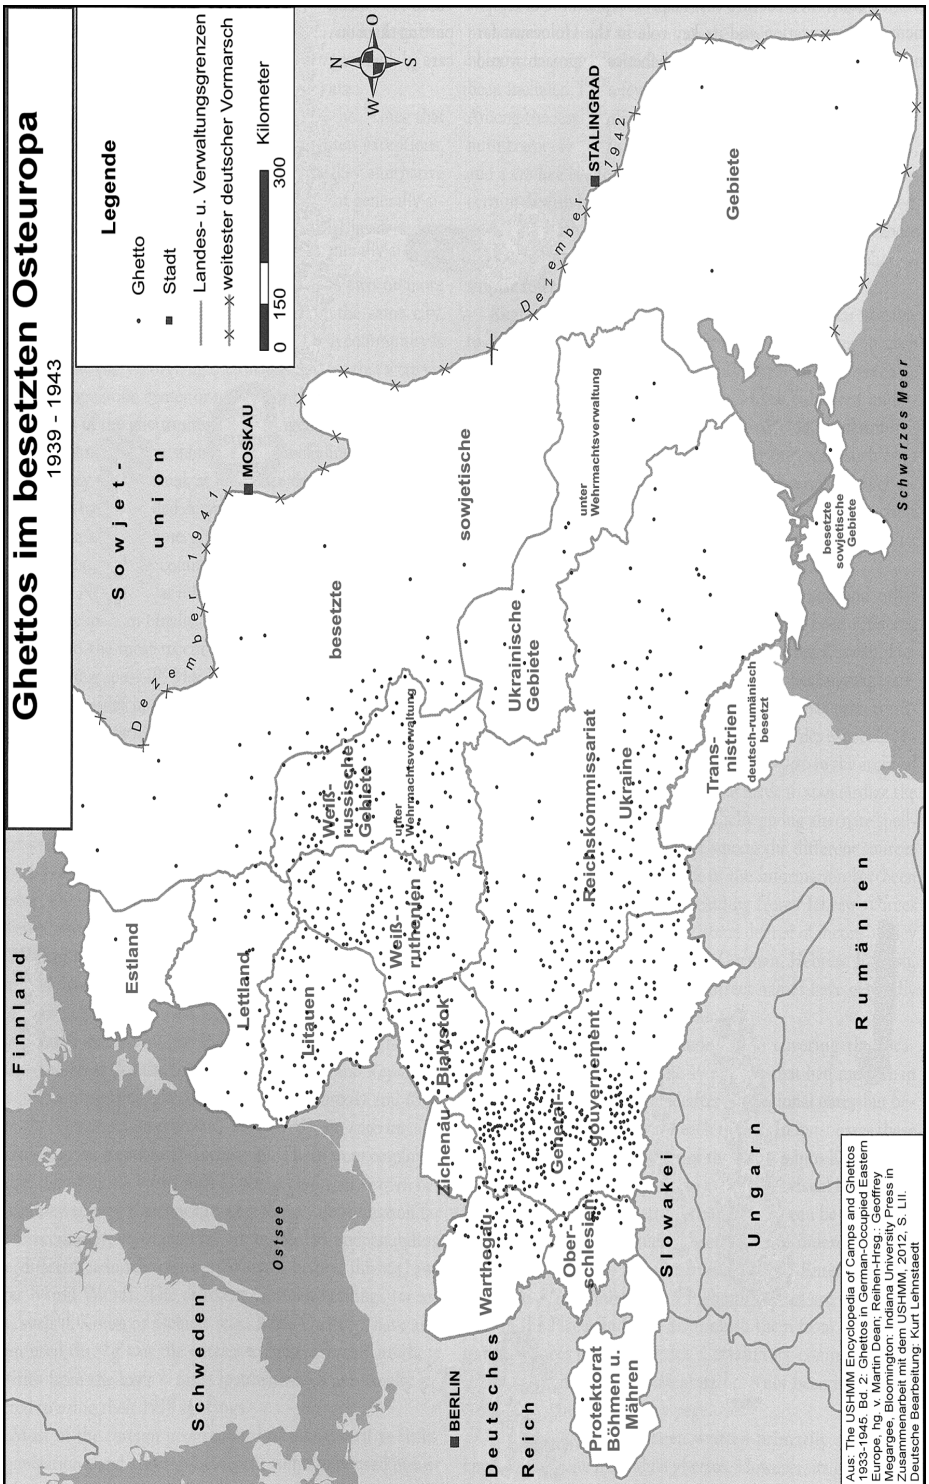 Ghettos im besetzten Osteuropa
1939 - 1943
Legende
Ghetto
Stadt
Landes- u. Verwaltungsgrenzen
weitester deutscher Vormarsch
0 150 300
Kilometer
N
O
S
W
Finnland
Schweden
Ostsee
Sowjet-
union
Dezember 1941
MOSKAU
Dezember 1942
STALINGRAD
Estland
Lettland
Litauen
Weiß-
russische
Gebiete
unter
Wehrmachtsverwaltung
besetzte
sowjetische
Gebiete
Weiß-
ruthenien
Białystok
Zichenau
Warthegau
Ober-
schlesien
General-
gouvernement
Reichskommissariat
Ukraine
Ukrainische
Gebiete
unter
Wehrmachtsverwaltung
Trans-
nistrien
deutsch-rumänisch
besetzt
besetzte
sowjetische
Gebiete
Schwarzes Meer
BERLIN
Deutsches
Reich
Protektorat
Böhmen u.
Mähren
Slowakei
Ungarn
Rumänien
Aus: The USHMM Encyclopedia of Camps and Ghettos
1933-1945. Bd. 2: Ghettos in German-Occupied Eastern
Europe, hg. v. Martin Dean; Reihen-Hrsg.: Geoffrey
Megargee, Bloomington: Indiana University Press in
Zusammenarbeit mit dem USHMM, 2012, S. LII.
Deutsche Bearbeitung: Kurt Lehnstaedt